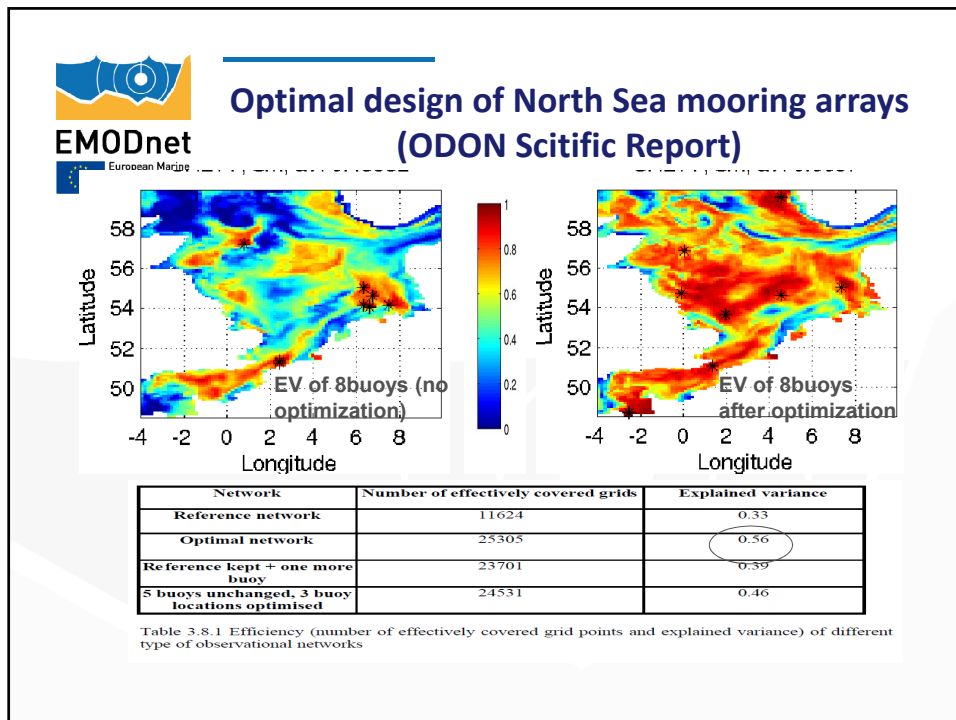 Optimal design of North Sea mooring arrays
(ODON Scitific Report)
EMODnet
European Marine
58
56
54
52
50
Latitude
-4 -2 0 2 4 6 8
Longitude
EV of 8buoys (no
optimization)
1
0.8
0.6
0.4
0.2
0
58
56
54
52
50
Latitude
-4 -2 0 2 4 6 8
Longitude
EV of 8buoys
after optimization
Network Number of effectively covered grids Explained variance
Reference network 11624 0.33
Optimal network 25305 0.56
Reference kept + one more
buoy 23701 0.39
5 buoys unchanged, 3 buoy
locations optimised 24531 0.46
Table 3.8.1 Efficiency (number of effectively covered grid points and explained variance) of different
type of observational networks